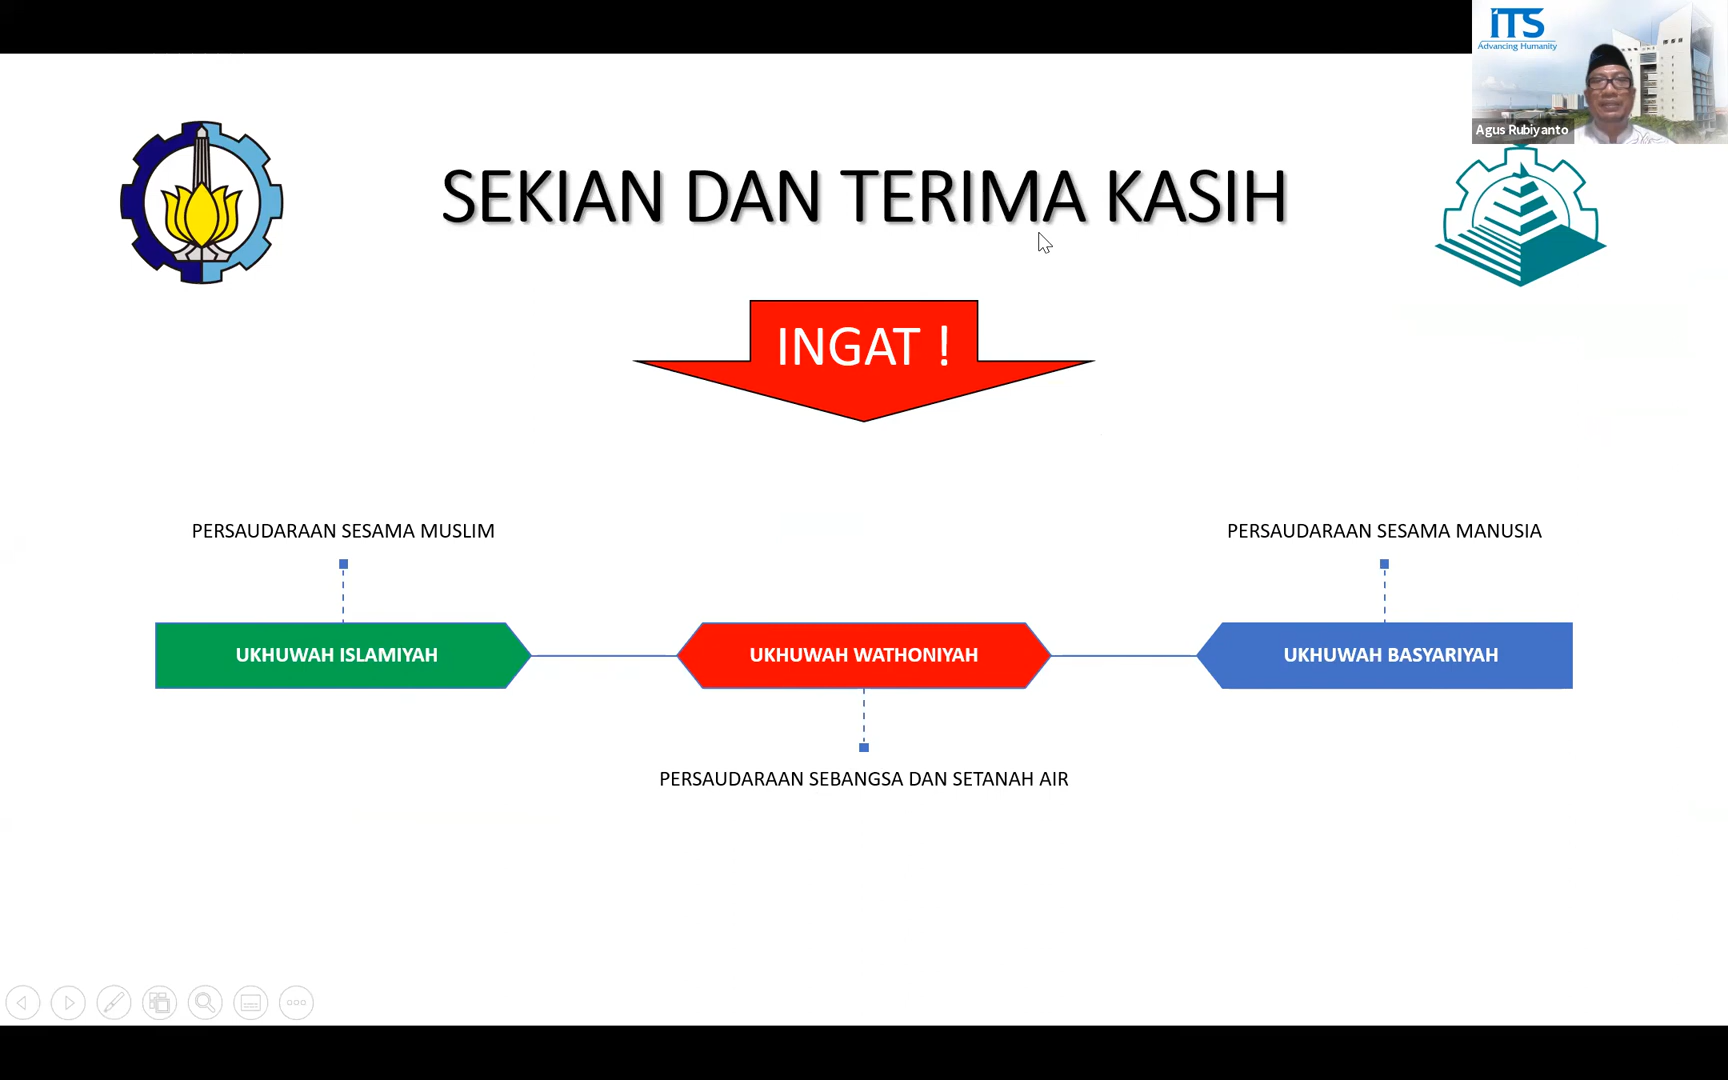 ITS
Advancing Humanity
Agus Rubiyanto
SEKIAN DAN TERIMA KASIH
INGAT !
PERSAUDARAAN SESAMA MUSLIM
PERSAUDARAAN SESAMA MANUSIA
UKHUWAH ISLAMIYAH
UKHUWAH WATHONIYAH
UKHUWAH BASYARIYAH
PERSAUDARAAN SEBANGSA DAN SETANAH AIR